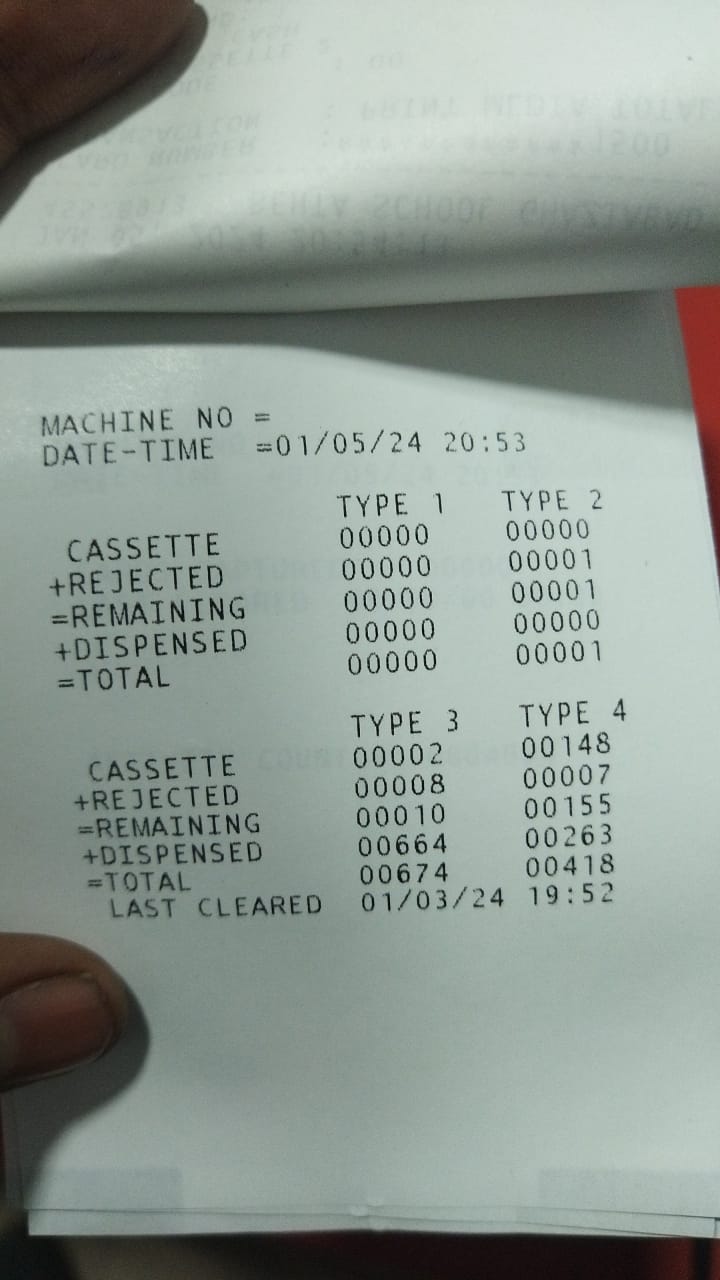 MACHINE NO =
DATE-TIME =01/05/24 20:53
TYPE 1 TYPE 2
CASSETTE 00000 00000
+REJECTED 00000 00001
=REMAINING 00000 00001
+DISPENSED 00000 00000
=TOTAL 00000 00001
TYPE 3 TYPE 4
CASSETTE 00002 00148
+REJECTED 00008 00007
=REMAINING 00010 00155
+DISPENSED 00664 00263
=TOTAL 00674 00418
LAST CLEARED 01/03/24 19:52